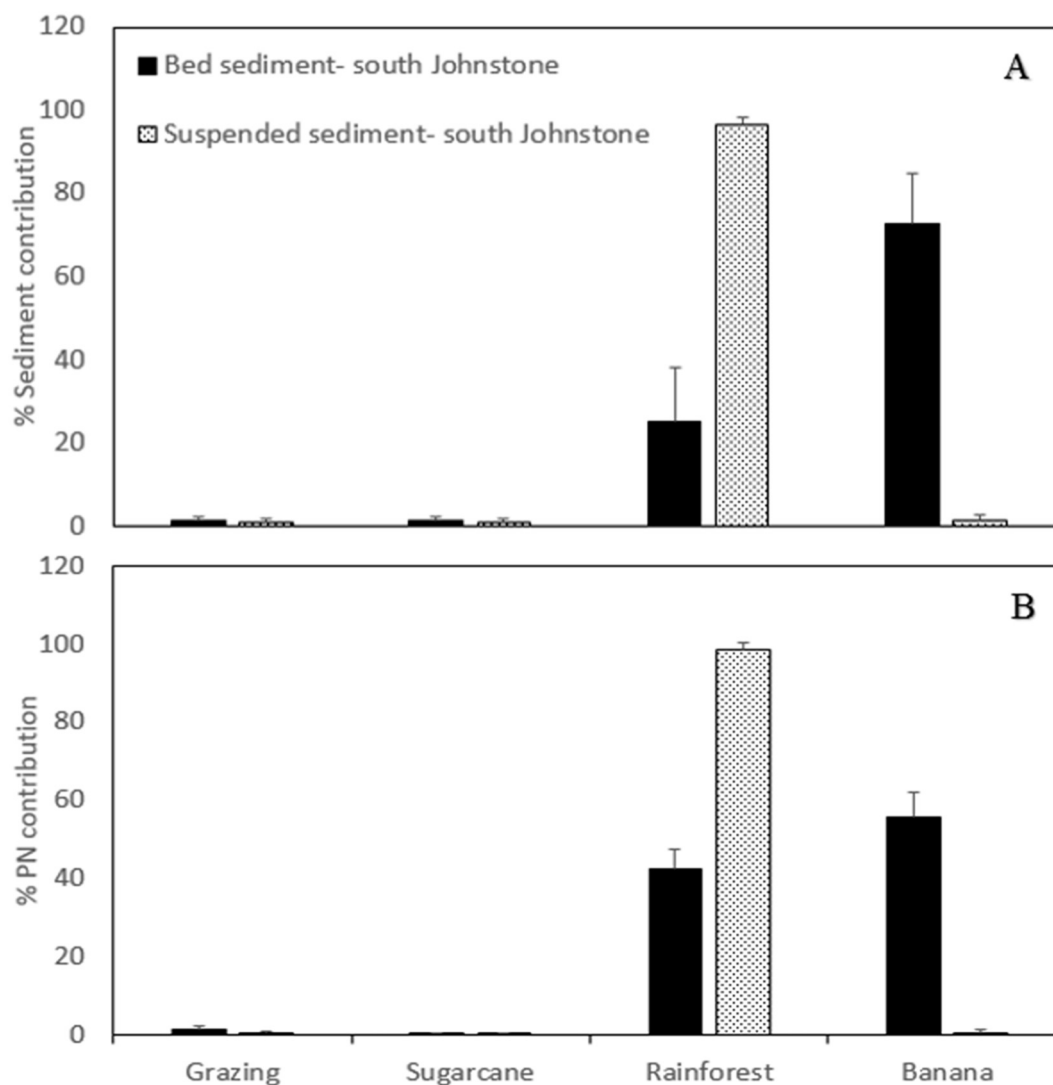 120
100
80
60
40
20
0
% Sediment contribution
Bed sediment- south Johnstone
Suspended sediment- south Johnstone
A
120
100
80
60
40
20
0
% PN contribution
B
Grazing Sugarcane Rainforest Banana